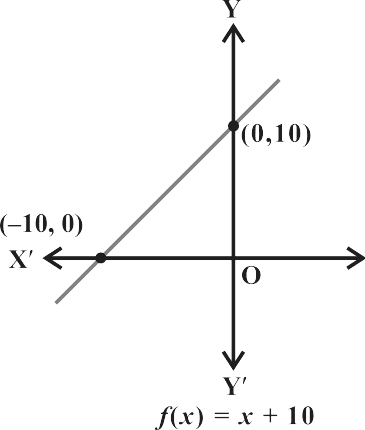 Y
(0,10)
(–10, 0)
X′
O
Y′
f(x) = x + 10